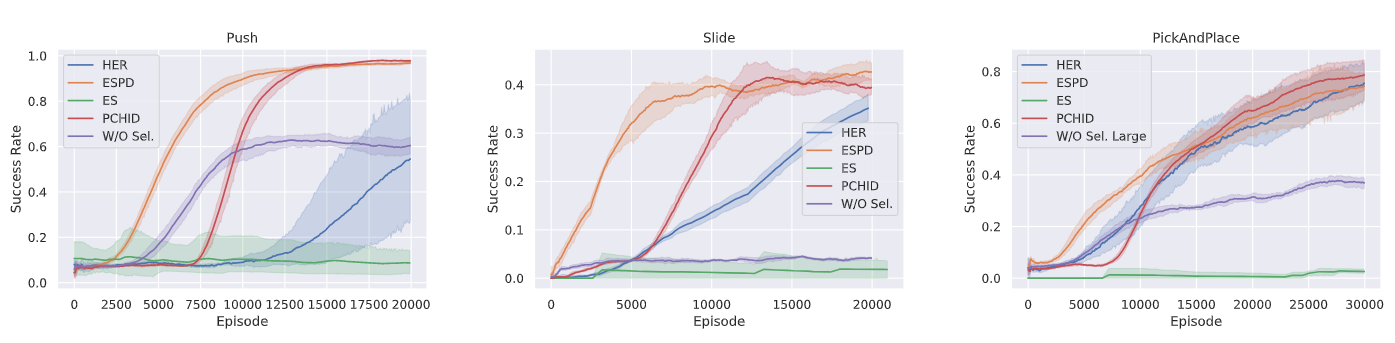 Push
Success Rate
1.0
0.8
0.6
0.4
0.2
0.0
HER
ESPD
ES
PCHID
W/O Sel.
0 2500 5000 7500 10000 12500 15000 17500 20000
Episode
Slide
Success Rate
0.4
0.3
0.2
0.1
0.0
HER
ESPD
ES
PCHID
W/O Sel.
0 5000 10000 15000 20000
Episode
PickAndPlace
Success Rate
0.8
0.6
0.4
0.2
0.0
HER
ESPD
ES
PCHID
W/O Sel. Large
0 5000 10000 15000 20000 25000 30000
Episode